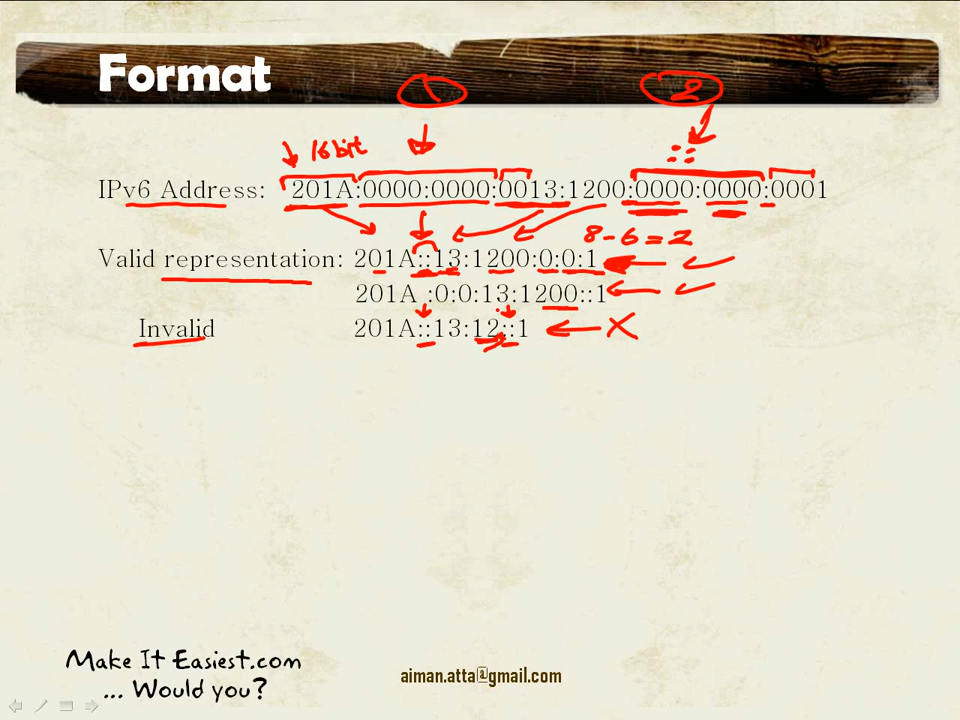 Format
1
2
16 bit
::
IPv6 Address: 201A:0000:0000:0013:1200:0000:0000:0001
8-6=2
Valid representation: 201A::13:1200:0:0:1
201A :0:0:13:1200::1
Invalid 201A::13:12::1 X
Make It Easiest.com
... Would you?
aiman.atta@gmail.com